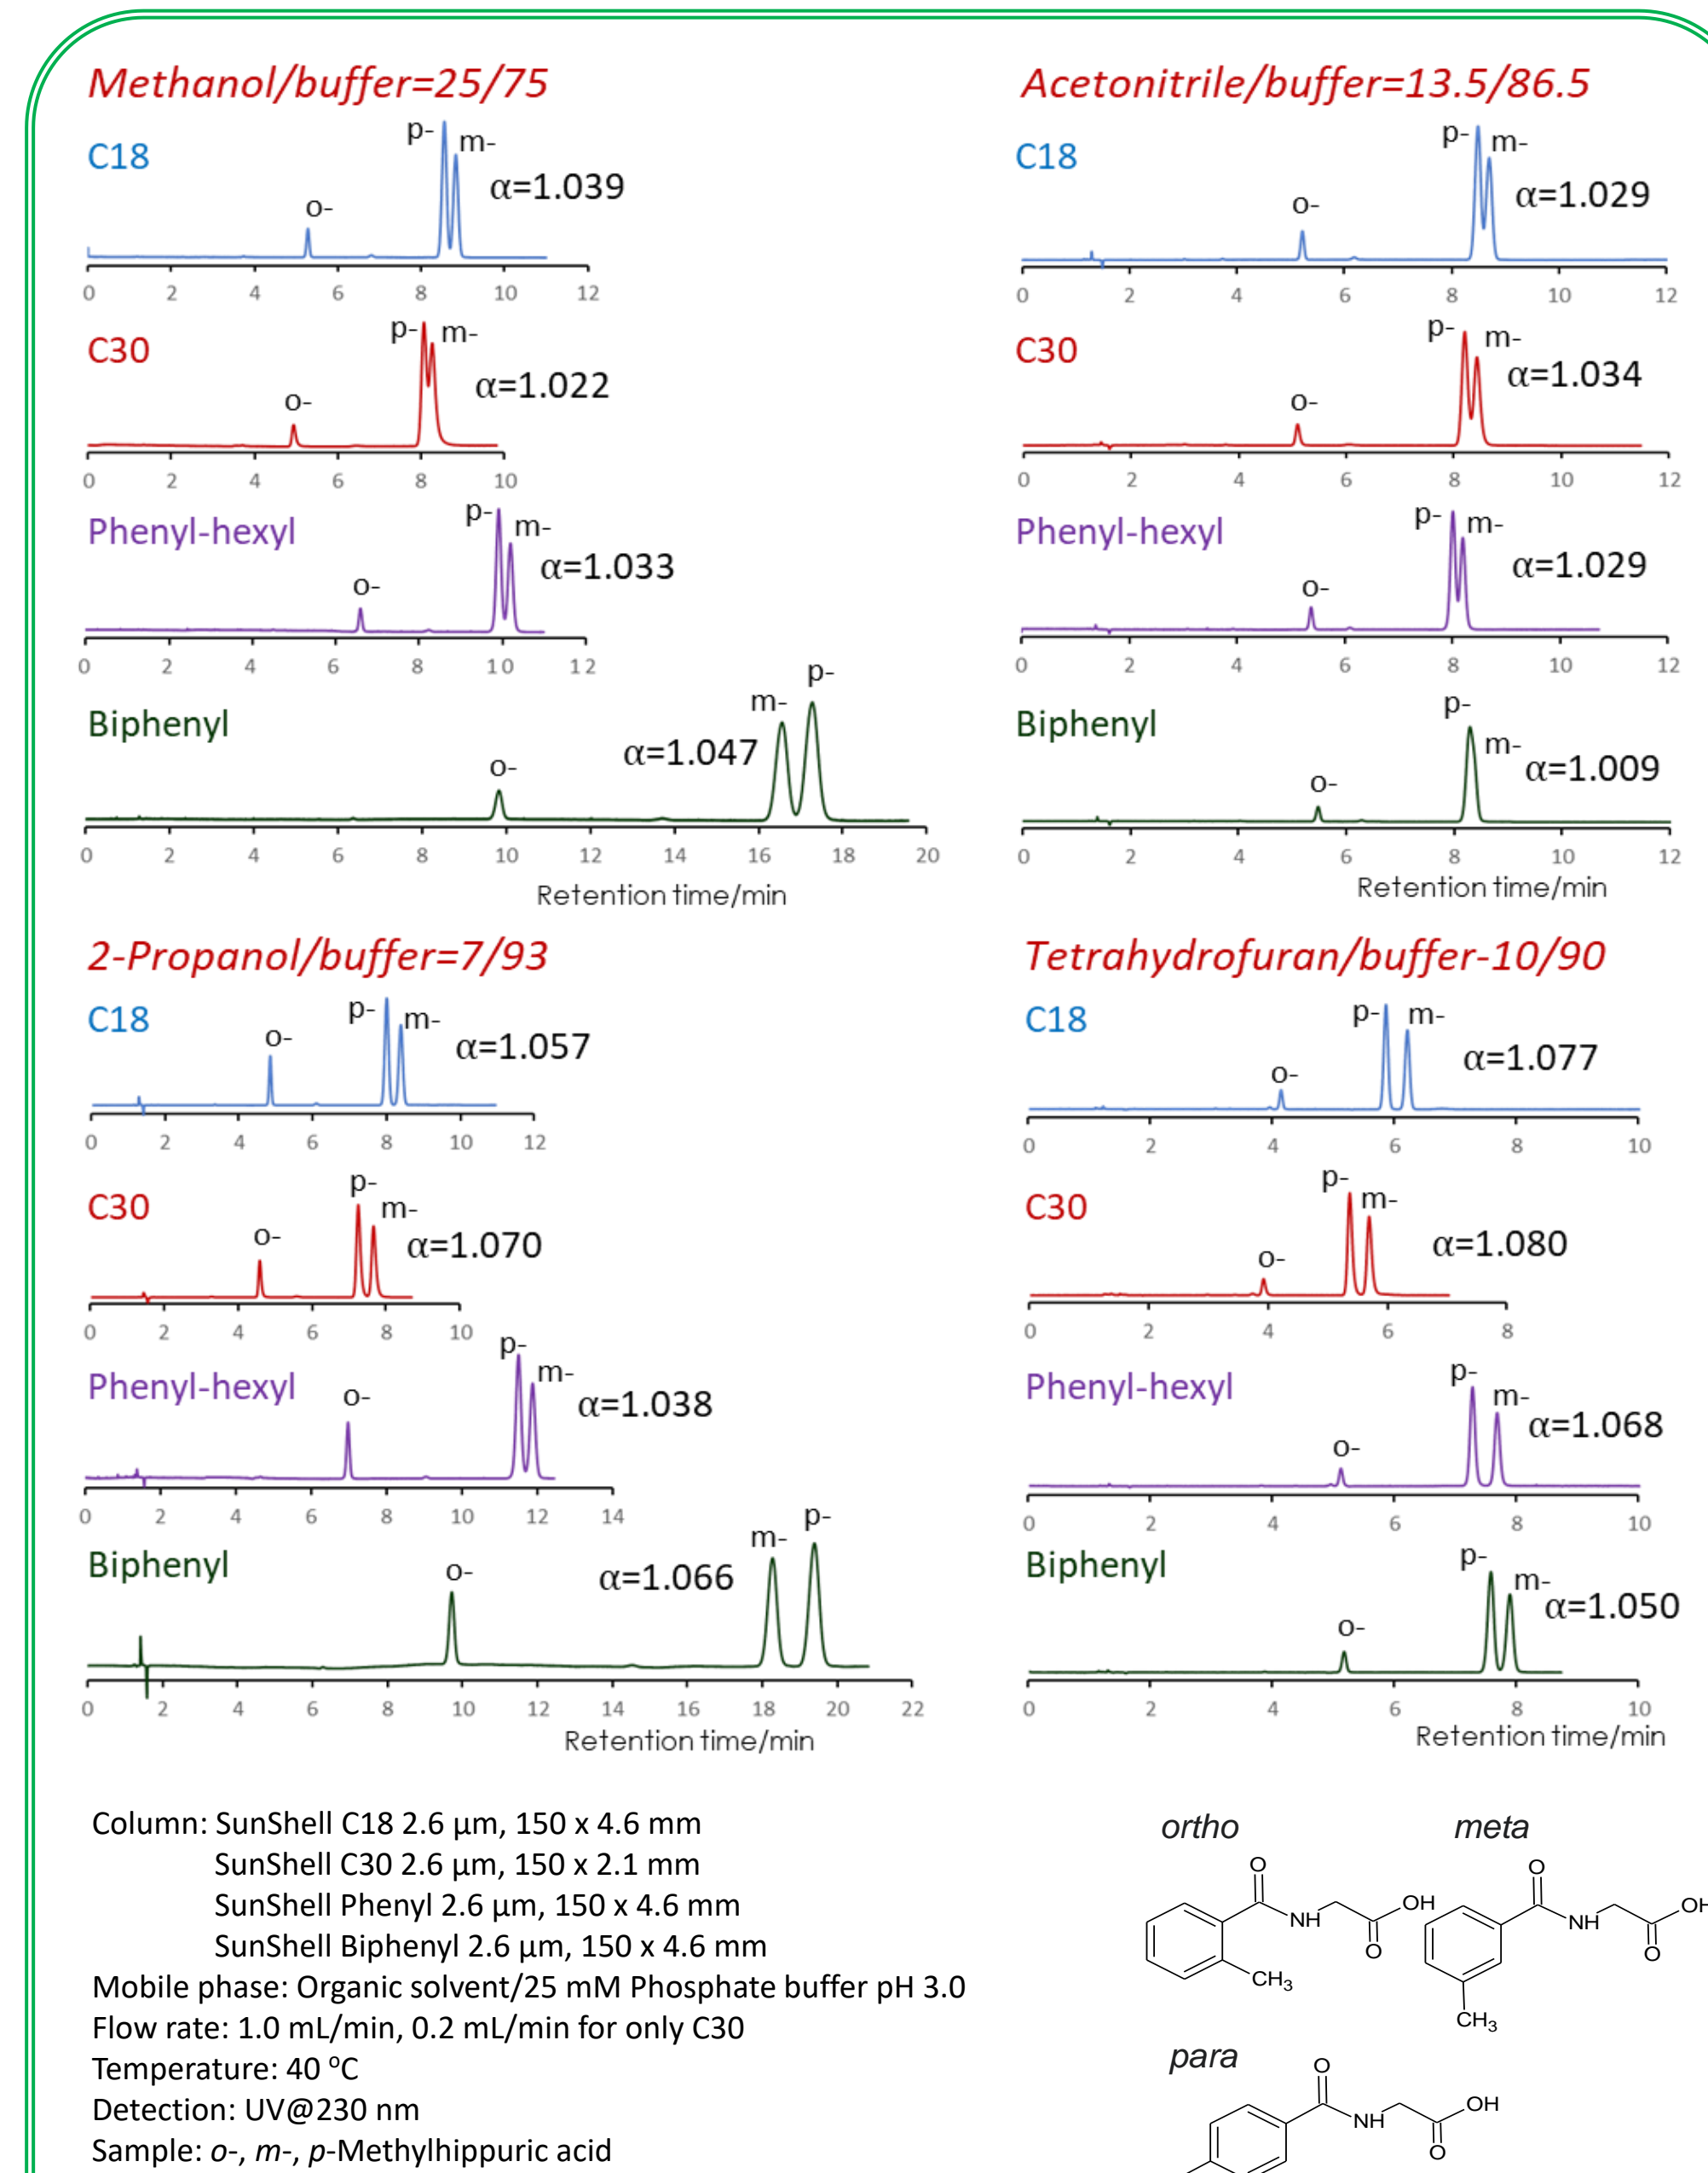 Methanol/buffer=25/75
C18
o-
p-
m-
α=1.039
0 2 4 6 8 10 12
C30
o-
p-
m-
α=1.022
0 2 4 6 8 10
Phenyl-hexyl
o-
p-
m-
α=1.033
0 2 4 6 8 10 12
Biphenyl
o-
α=1.047
m-
p-
0 2 4 6 8 10 12 14 16 18 20
Retention time/min
Acetonitrile/buffer=13.5/86.5
C18
o-
p-
m-
α=1.029
0 2 4 6 8 10 12
C30
o-
p-
m-
α=1.034
0 2 4 6 8 10 12
Phenyl-hexyl
o-
p-
m-
α=1.029
0 2 4 6 8 10 12
Biphenyl
o-
p-
m-
α=1.009
0 2 4 6 8 10 12
Retention time/min
2-Propanol/buffer=7/93
C18
o-
p-
m-
α=1.057
0 2 4 6 8 10 12
C30
o-
p-
m-
α=1.070
0 2 4 6 8 10
Phenyl-hexyl
o-
p-
m-
α=1.038
0 2 4 6 8 10 12 14
Biphenyl
o-
α=1.066
m-
p-
0 2 4 6 8 10 12 14 16 18 20 22
Retention time/min
Tetrahydrofuran/buffer-10/90
C18
o-
p-
m-
α=1.077
0 2 4 6 8 10
C30
o-
p-
m-
α=1.080
0 2 4 6 8
Phenyl-hexyl
o-
p-
m-
α=1.068
0 2 4 6 8 10
Biphenyl
o-
p-
m-
α=1.050
0 2 4 6 8 10
Retention time/min
Column: SunShell C18 2.6 µm, 150 x 4.6 mm
SunShell C30 2.6 µm, 150 x 2.1 mm
SunShell Phenyl 2.6 µm, 150 x 4.6 mm
SunShell Biphenyl 2.6 µm, 150 x 4.6 mm
Mobile phase: Organic solvent/25 mM Phosphate buffer pH 3.0
Flow rate: 1.0 mL/min, 0.2 mL/min for only C30
Temperature: 40 ºC
Detection: UV@230 nm
Sample: o-, m-, p-Methylhippuric acid
ortho
O
NH
OH
O
CH3
meta
O
NH
OH
O
CH3
para
O
NH
OH
O